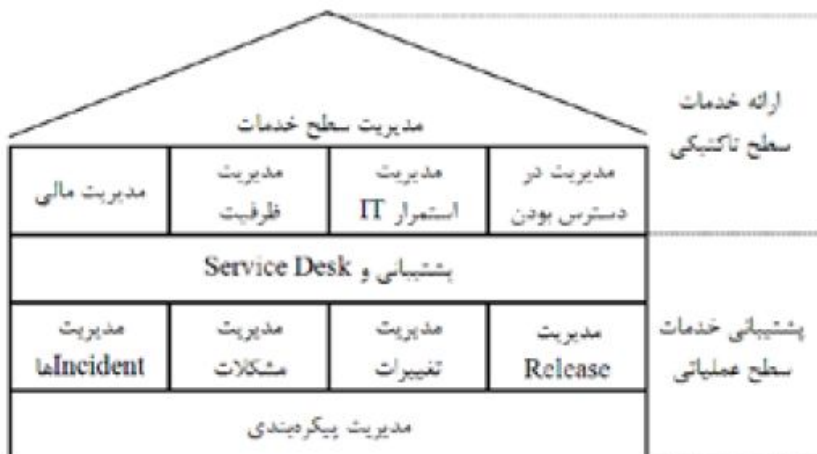 ارائه خدمات
سطح تاکتیکی
مدیریت سطح خدمات
مدیریت در
دسترس بودن
مدیریت
استمرار IT
مدیریت
ظرفیت
مدیریت مالی
پشتیبانی و Service Desk
پشتیبانی خدمات
سطح عملیاتی
مدیریت
Release
مدیریت
تغییرات
مدیریت
مشکلات
مدیریت
Incidentها
مدیریت پیکره‌بندی